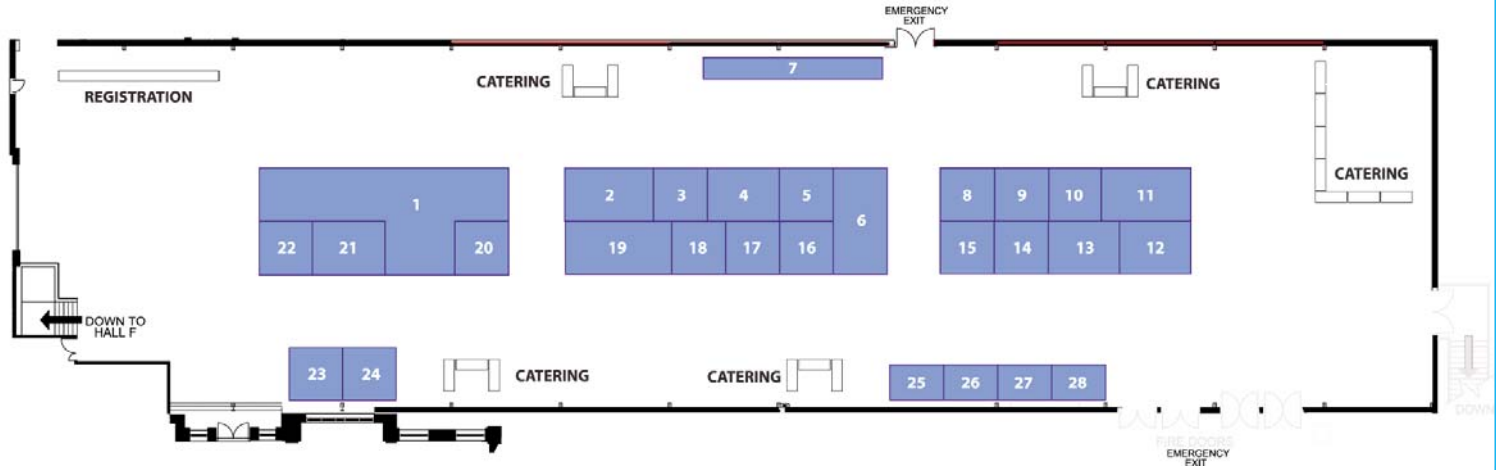 EMERGENCY
EXIT
7
CATERING
CATERING
REGISTRATION
CATERING
1
2
3
4
5
6
8
9
10
11
22
21
20
19
18
17
16
15
14
13
12
DOWN TO
HALL F
23
24
CATERING
CATERING
25
26
27
28
DOWN
FIRE DOORS
EMERGENCY
EXIT